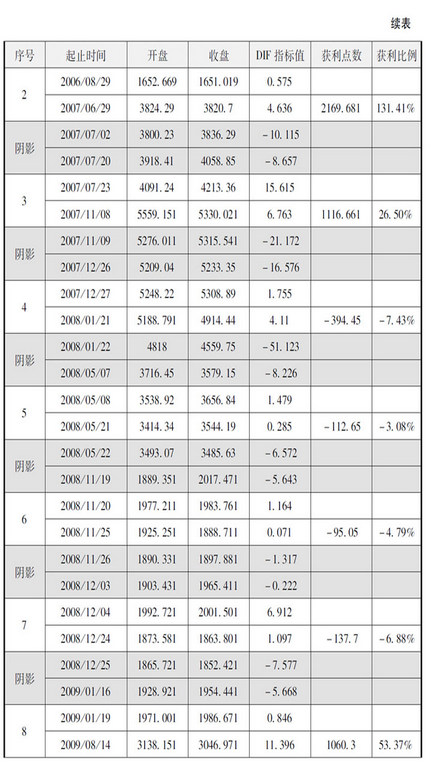 续表
序号 起止时间 开盘 收盘 DIF 指标值 获利点数 获利比例
2 2006/08/29 1652.669 1651.019 0.575
2007/06/29 3824.29 3820.7 4.636 2169.681 131.41%
阴影 2007/07/02 3800.23 3836.29 -10.115
2007/07/20 3918.41 4058.85 -8.657
3 2007/07/23 4091.24 4213.36 15.615
2007/11/08 5559.151 5330.021 6.763 1116.661 26.50%
阴影 2007/11/09 5276.011 5315.541 -21.172
2007/12/26 5209.04 5233.35 -16.576
4 2007/12/27 5248.22 5308.89 1.755
2008/01/21 5188.791 4914.44 4.11 -394.45 -7.43%
阴影 2008/01/22 4818 4559.75 -51.123
2008/05/07 3716.45 3579.15 -8.226
5 2008/05/08 3538.92 3656.84 1.479
2008/05/21 3414.34 3544.19 0.285 -112.65 -3.08%
阴影 2008/05/22 3493.07 3485.63 -6.572
2008/11/19 1889.351 2017.471 -5.643
6 2008/11/20 1977.211 1983.761 1.164
2008/11/25 1925.251 1888.711 0.071 -95.05 -4.79%
阴影 2008/11/26 1890.331 1897.881 -1.317
2008/12/03 1903.431 1965.411 -0.222
7 2008/12/04 1992.721 2001.501 6.912
2008/12/24 1873.581 1863.801 1.097 -137.7 -6.88%
阴影 2008/12/25 1865.721 1852.421 -7.577
2009/01/16 1928.921 1954.441 -5.668
8 2009/01/19 1971.001 1986.671 0.846
2009/08/14 3138.151 3046.971 11.396 1060.3 53.37%